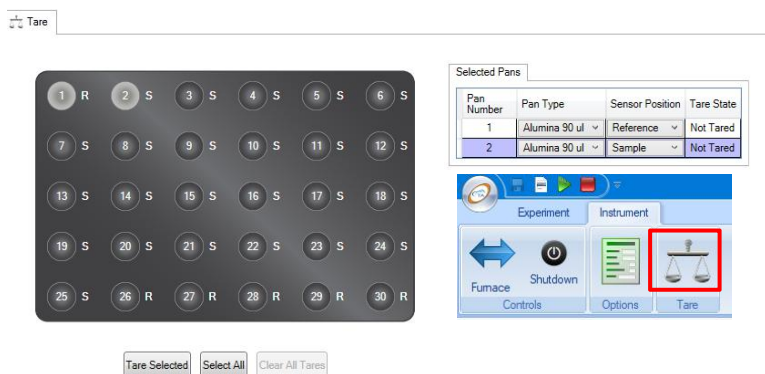 Tare
1 R 2 S 3 S 4 S 5 S 6 S
7 S 8 S 9 S 10 S 11 S 12 S
13 S 14 S 15 S 16 S 17 S 18 S
19 S 20 S 21 S 22 S 23 S 24 S
25 S 26 R 27 R 28 R 29 R 30 R
Tare Selected Select All Clear All Tares
Selected Pans
Pan Number Pan Type Sensor Position Tare State
1 Alumina 90 ul Reference Not Tared
2 Alumina 90 ul Sample Not Tared
Experiment Instrument
Furnace Shutdown
Controls Options Tare